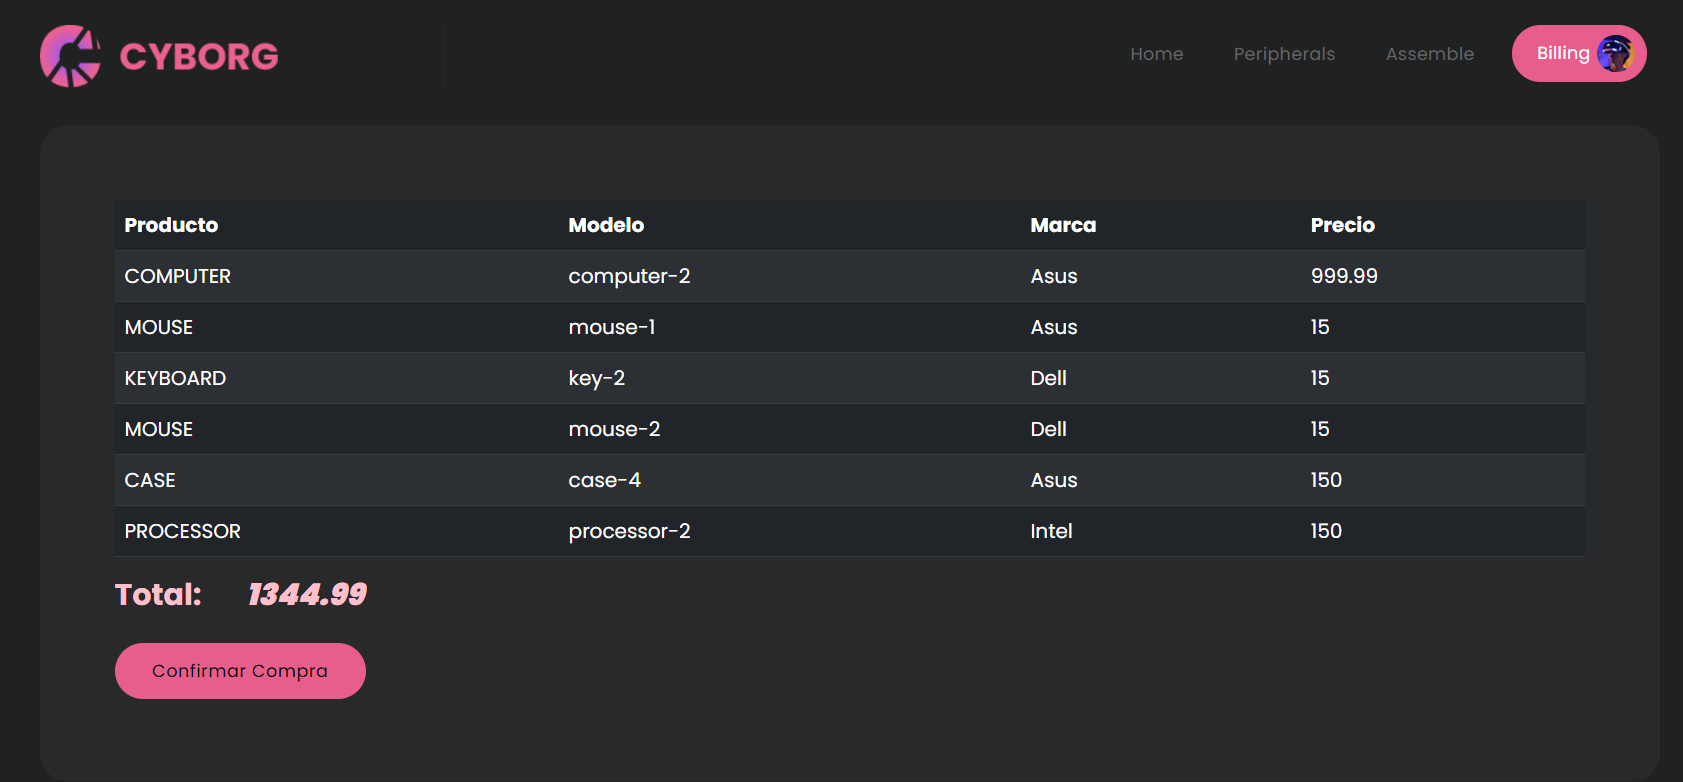 CYBORG
Home Peripherals Assemble Billing
Producto Modelo Marca Precio
COMPUTER computer-2 Asus 999.99
MOUSE mouse-1 Asus 15
KEYBOARD key-2 Dell 15
MOUSE mouse-2 Dell 15
CASE case-4 Asus 150
PROCESSOR processor-2 Intel 150
Total: 1344.99
Confirmar Compra